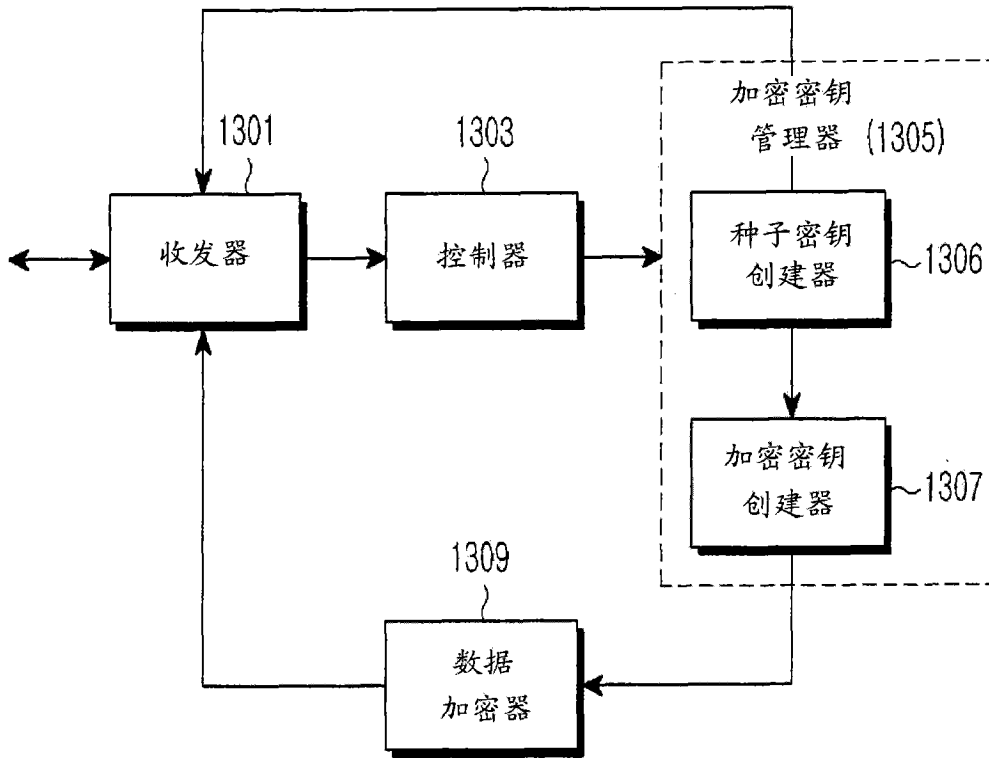 加密密钥
管理器 (1305)
1301
1303
收发器
控制器
种子密钥
创建器
1306
加密密钥
创建器
1307
1309
数据
加密器